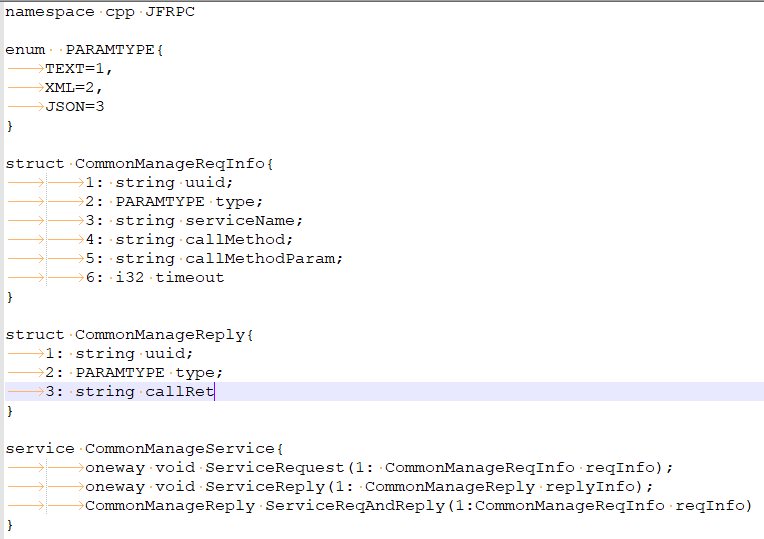 namespace cpp JFRPC
enum  PARAMTYPE{
TEXT=1,
XML=2,
JSON=3
}
struct CommonManageReqInfo{
1: string uuid;
2: PARAMTYPE type;
3: string serviceName;
4: string callMethod;
5: string callMethodParam;
6: i32 timeout
}
struct CommonManageReply{
1: string uuid;
2: PARAMTYPE type;
3: string callRet
}
service CommonManageService{
oneway void ServiceRequest(1: CommonManageReqInfo reqInfo);
oneway void ServiceReply(1: CommonManageReply replyInfo);
CommonManageReply ServiceReqAndReply(1:CommonManageReqInfo reqInfo)
}